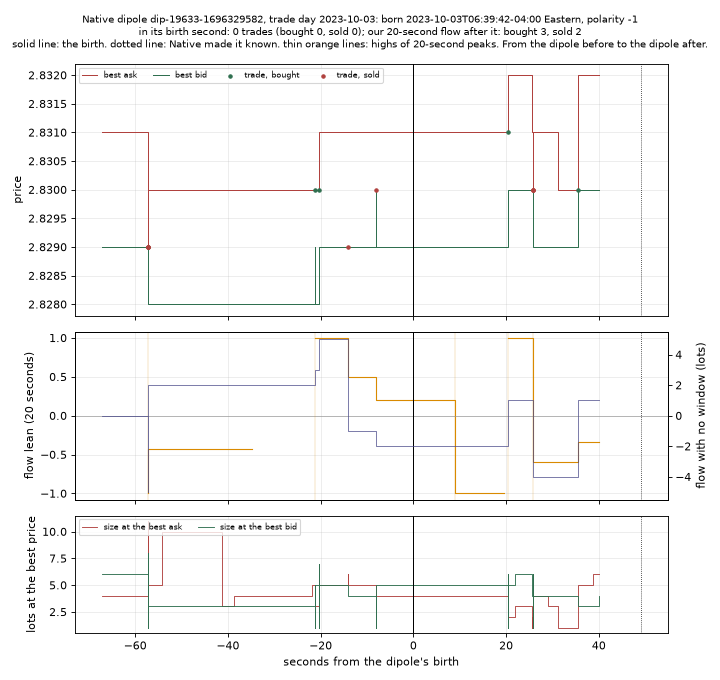 Native dipole dip-19633-1696329582, trade day 2023-10-03: born 2023-10-03T06:39:42-04:00 Eastern, polarity -1
in its birth second: 0 trades (bought 0, sold 0); our 20-second flow after it: bought 3, sold 2
solid line: the birth. dotted line: Native made it known. thin orange lines: highs of 20-second peaks. From the dipole before to the dipole after.
best ask best bid trade, bought trade, sold
2.8320
2.8315
2.8310
2.8305
2.8300
2.8295
2.8290
2.8285
2.8280
price
1.0
0.5
0.0
−0.5
−1.0
flow lean (20 seconds)
4
2
0
−2
−4
flow with no window (lots)
size at the best ask size at the best bid
10.0
7.5
5.0
2.5
lots at the best price
−60 −40 −20 0 20 40
seconds from the dipole's birth